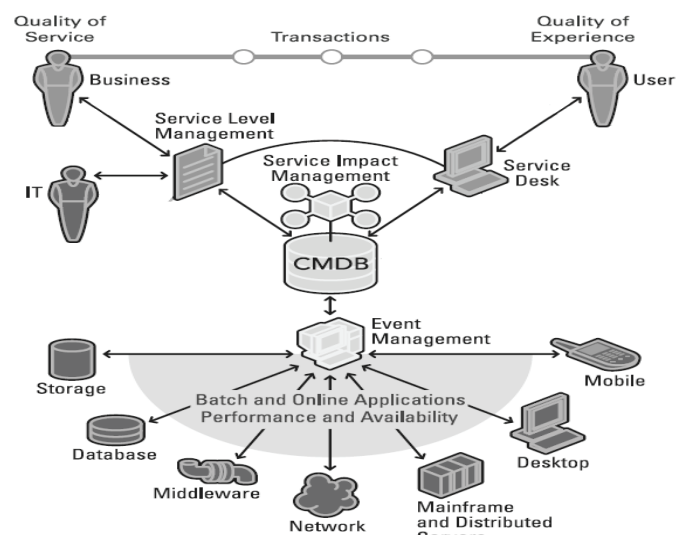 Quality of
Service
Transactions
Quality of
Experience
Business
User
Service Level
Management
Service Impact
Management
Service
Desk
IT
CMDB
Event
Management
Storage
Mobile
Batch and Online Applications
Performance and Availability
Database
Desktop
Middleware
Network
Mainframe
and Distributed